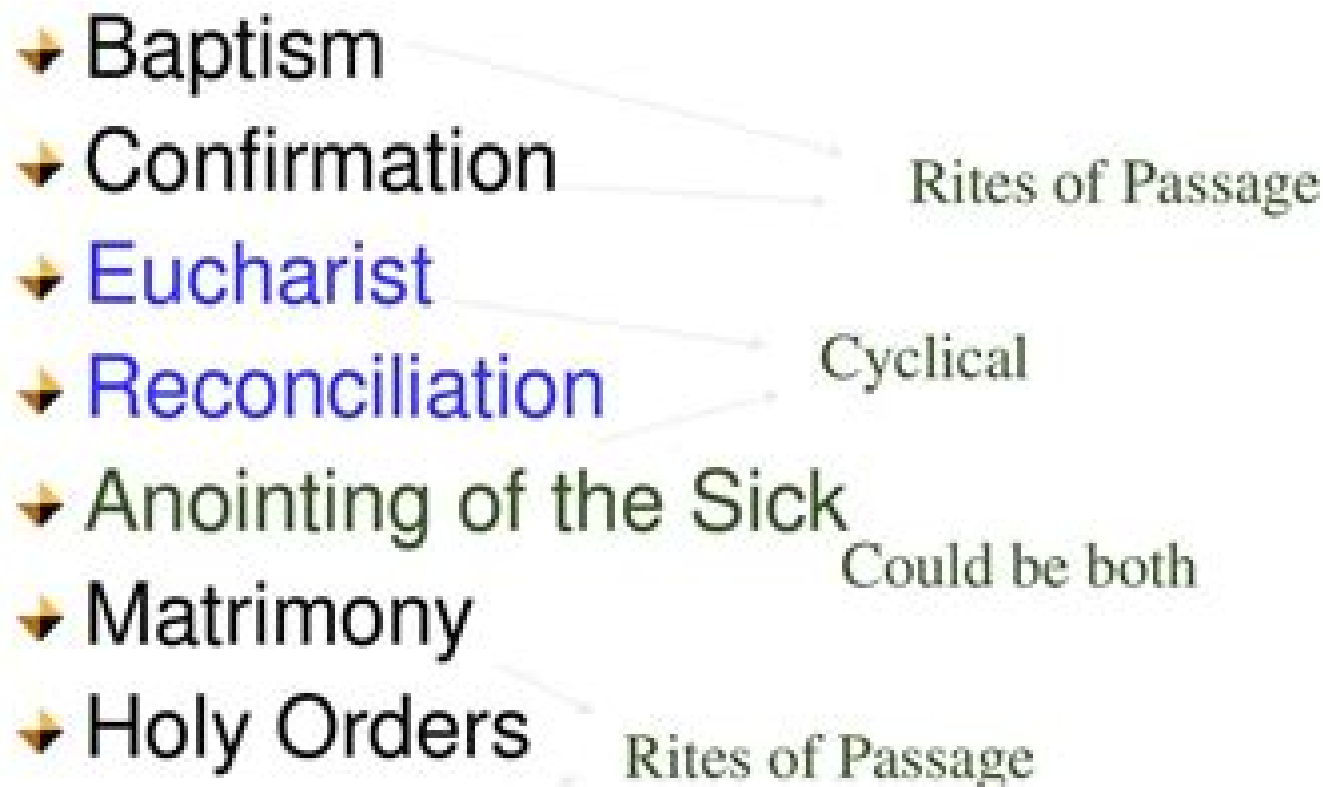 Baptism
Confirmation
Rites of Passage
Eucharist
Cyclical
Reconciliation
Anointing of the Sick
Could be both
Matrimony
Holy Orders
Rites of Passage